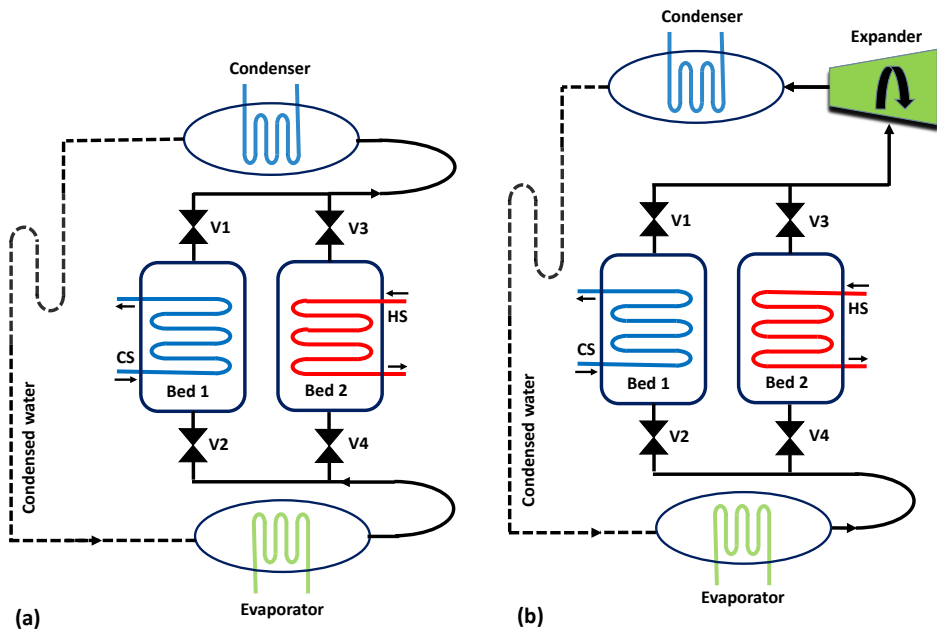 Condenser
V1
V3
HS
CS
Bed 1
Bed 2
V2
V4
Condensed water
Evaporator
(a)
Condenser
Expander
V1
V3
HS
CS
Bed 1
Bed 2
V2
V4
Condensed water
Evaporator
(b)